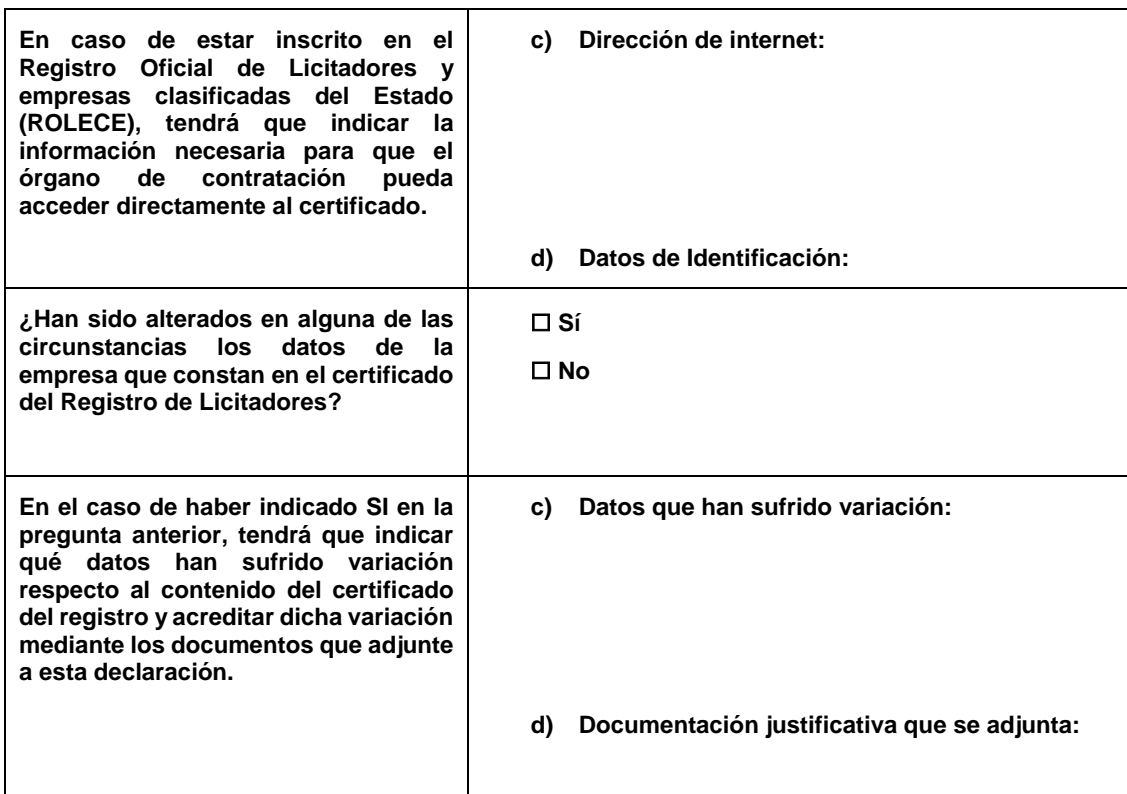 En caso de estar inscrito en el
Registro Oficial de Licitadores y
empresas clasificadas del Estado
(ROLECE), tendrá que indicar la
información necesaria para que el
órgano de contratación pueda
acceder directamente al certificado.
c) Dirección de internet:
d) Datos de Identificación:
¿Han sido alterados en alguna de las
circunstancias los datos de la
empresa que constan en el certificado
del Registro de Licitadores?
☐ Sí
☐ No
En el caso de haber indicado SI en la
pregunta anterior, tendrá que indicar
qué datos han sufrido variación
respecto al contenido del certificado
del registro y acreditar dicha variación
mediante los documentos que adjunte
a esta declaración.
c) Datos que han sufrido variación:
d) Documentación justificativa que se adjunta: